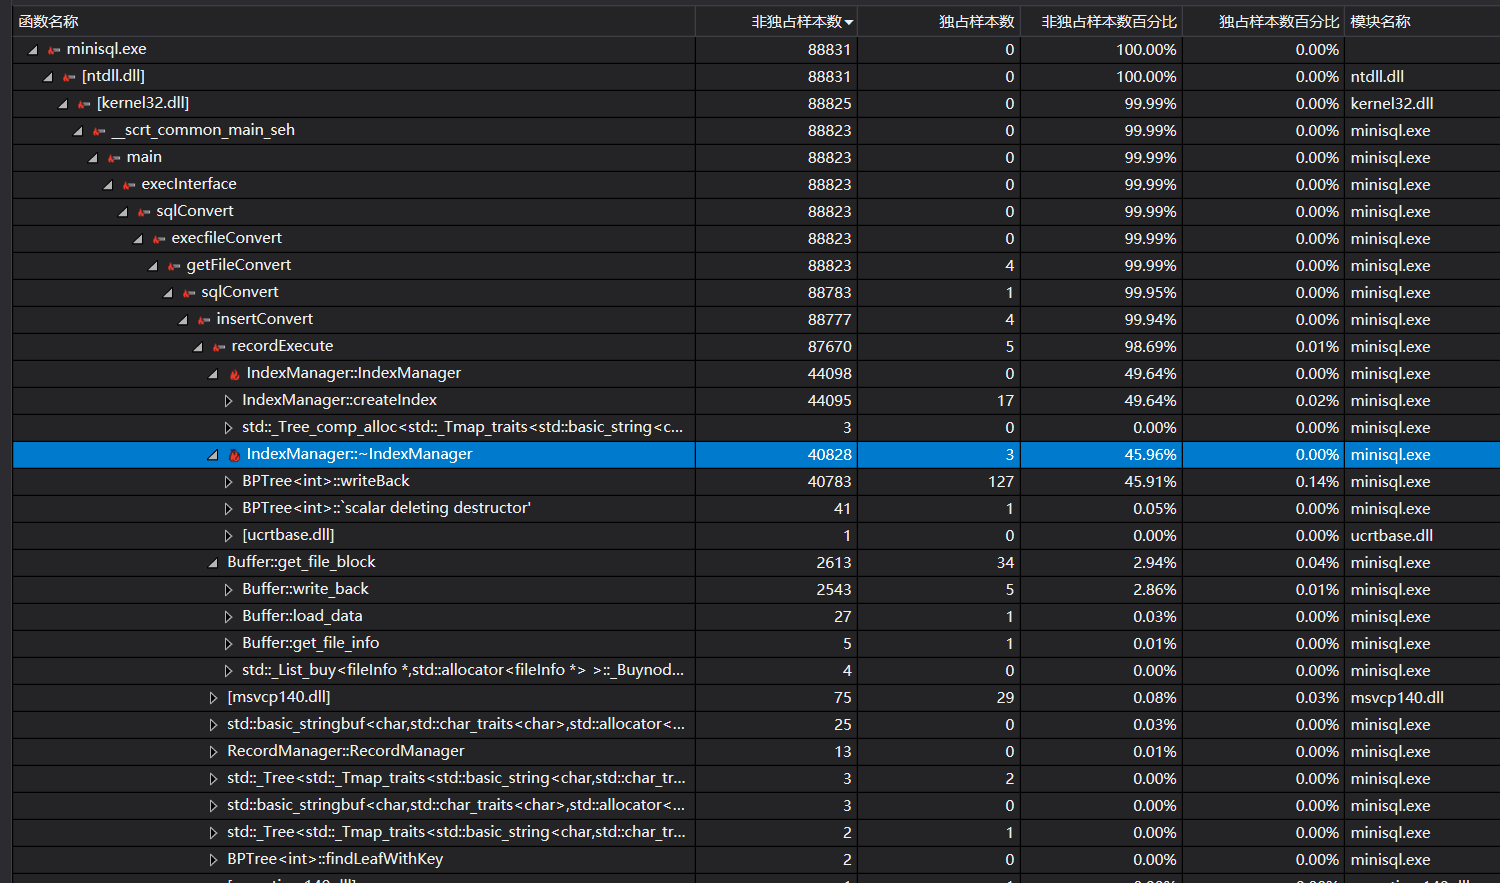 函数名称 非独占样本数 独占样本数 非独占样本数百分比 独占样本数百分比 模块名称
minisql.exe 88831 0 100.00% 0.00%
[ntdll.dll] 88831 0 100.00% 0.00% ntdll.dll
[kernel32.dll] 88825 0 99.99% 0.00% kernel32.dll
__scrt_common_main_seh 88823 0 99.99% 0.00% minisql.exe
main 88823 0 99.99% 0.00% minisql.exe
execInterface 88823 0 99.99% 0.00% minisql.exe
sqlConvert 88823 0 99.99% 0.00% minisql.exe
execfileConvert 88823 0 99.99% 0.00% minisql.exe
getFileConvert 88823 4 99.99% 0.00% minisql.exe
sqlConvert 88783 1 99.95% 0.00% minisql.exe
insertConvert 88777 4 99.94% 0.00% minisql.exe
recordExecute 87670 5 98.69% 0.01% minisql.exe
IndexManager::IndexManager 44098 0 49.64% 0.00% minisql.exe
IndexManager::createIndex 44095 17 49.64% 0.02% minisql.exe
std::_Tree_comp_alloc<std::_Tmap_traits<std::basic_string<c... 3 0 0.00% 0.00% minisql.exe
IndexManager::~IndexManager 40828 3 45.96% 0.00% minisql.exe
BPTree<int>::writeBack 40783 127 45.91% 0.14% minisql.exe
BPTree<int>::`scalar deleting destructor' 41 1 0.05% 0.00% minisql.exe
[ucrtbase.dll] 1 0 0.00% 0.00% ucrtbase.dll
Buffer::get_file_block 2613 34 2.94% 0.04% minisql.exe
Buffer::write_back 2543 5 2.86% 0.01% minisql.exe
Buffer::load_data 27 1 0.03% 0.00% minisql.exe
Buffer::get_file_info 5 1 0.01% 0.00% minisql.exe
std::_List_buy<fileInfo *,std::allocator<fileInfo *> >::_Buynod... 4 0 0.00% 0.00% minisql.exe
[msvcp140.dll] 75 29 0.08% 0.03% msvcp140.dll
std::basic_stringbuf<char,std::char_traits<char>,std::allocator<... 25 0 0.03% 0.00% minisql.exe
RecordManager::RecordManager 13 0 0.01% 0.00% minisql.exe
std::_Tree<std::_Tmap_traits<std::basic_string<char,std::char_tr... 3 2 0.00% 0.00% minisql.exe
std::basic_stringbuf<char,std::char_traits<char>,std::allocator<... 3 0 0.00% 0.00% minisql.exe
std::_Tree<std::_Tmap_traits<std::basic_string<char,std::char_tr... 2 1 0.00% 0.00% minisql.exe
BPTree<int>::findLeafWithKey 2 0 0.00% 0.00% minisql.exe